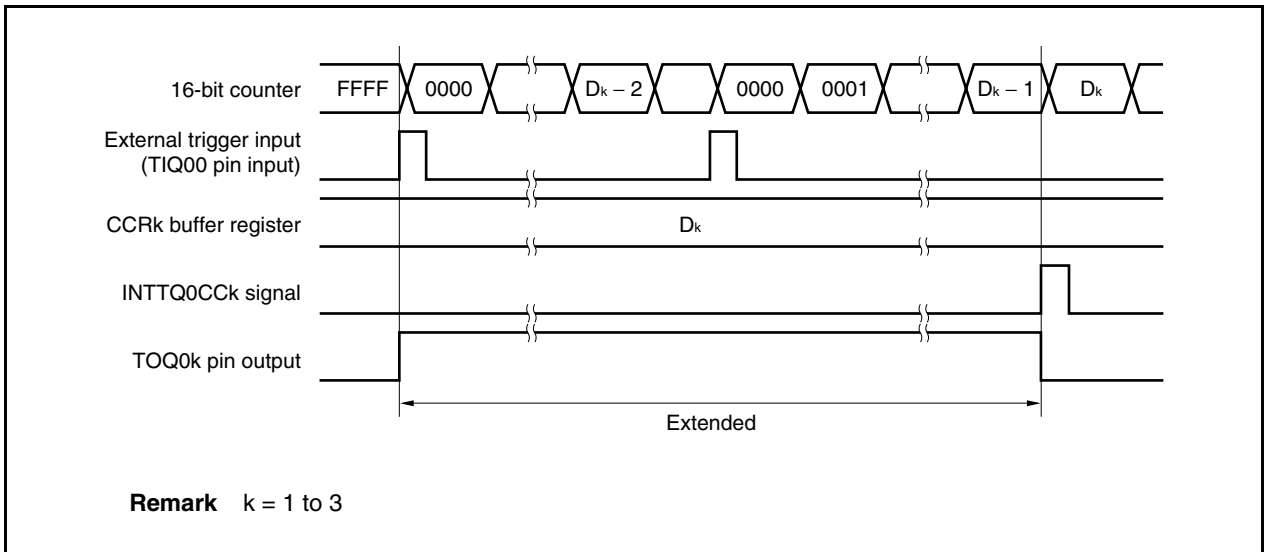 16-bit counter FFFF 0000 Dk − 2 0000 0001 Dk − 1 Dk
External trigger input
(TIQ00 pin input)
CCRk buffer register Dk
INTTQ0CCk signal
TOQ0k pin output
Extended
Remark k = 1 to 3